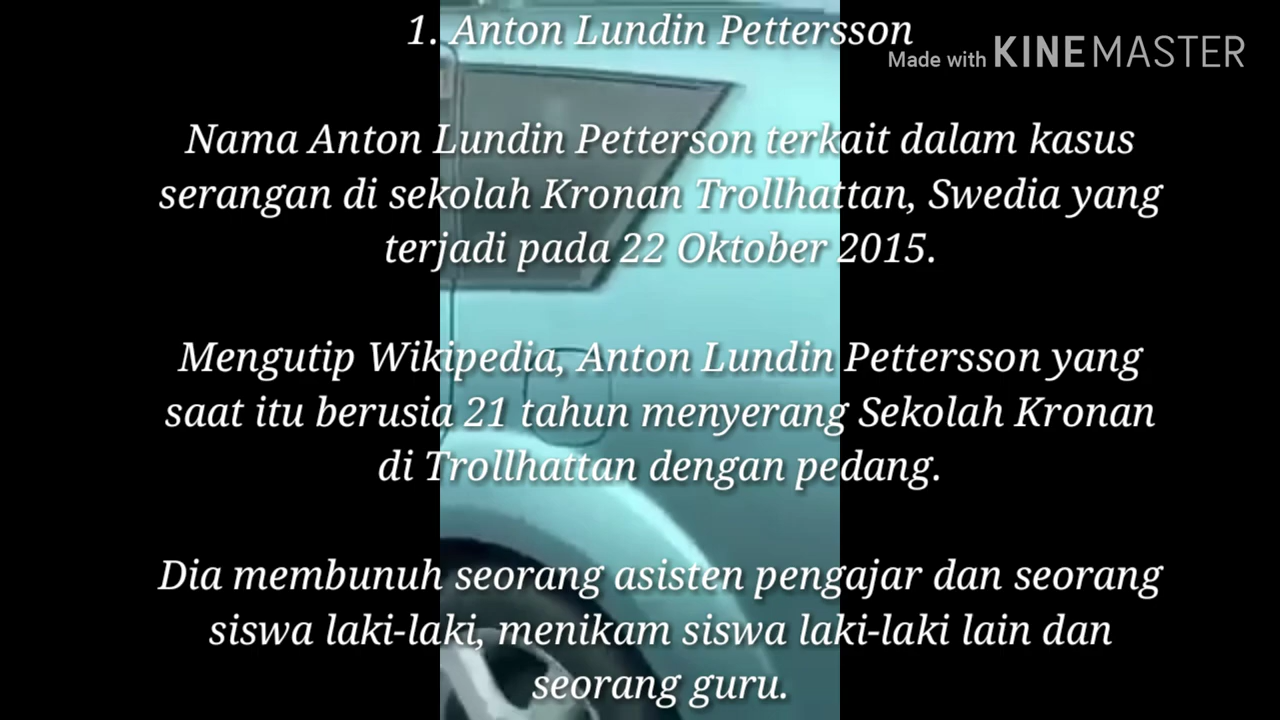 1. Anton Lundin Pettersson
Made with KINEMASTER
Nama Anton Lundin Petterson terkait dalam kasus
serangan di sekolah Kronan Trollhattan, Swedia yang
terjadi pada 22 Oktober 2015.
Mengutip Wikipedia, Anton Lundin Pettersson yang
saat itu berusia 21 tahun menyerang Sekolah Kronan
di Trollhattan dengan pedang.
Dia membunuh seorang asisten pengajar dan seorang
siswa laki-laki, menikam siswa laki-laki lain dan
seorang guru.